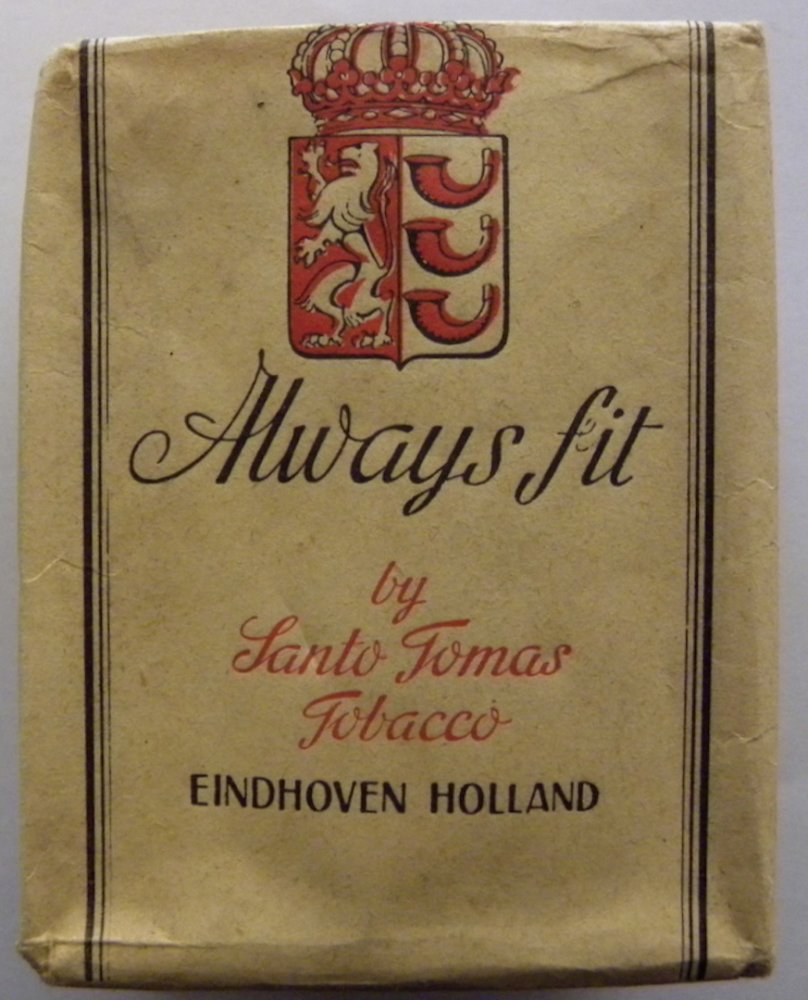 Always fit
by
Santo Tomas
Tobacco
EINDHOVEN HOLLAND